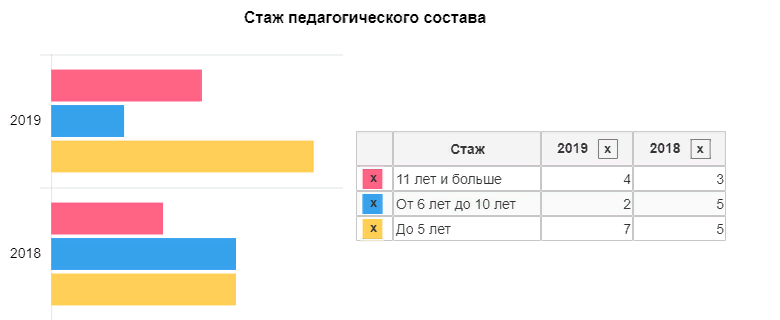 Стаж педагогического состава
2019
2018
Стаж 2019 x 2018 x
x 11 лет и больше 4 3
x От 6 лет до 10 лет 2 5
x До 5 лет 7 5